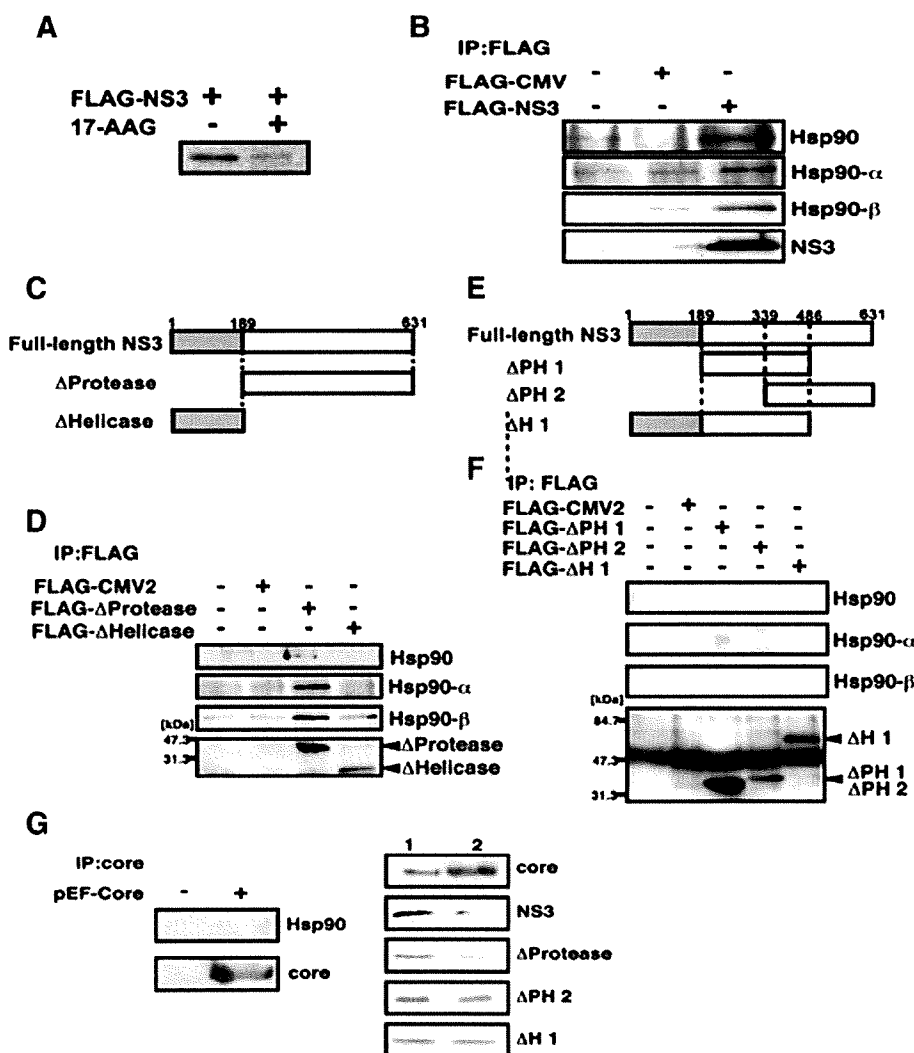 A
FLAG-NS3 + +
17-AAG - +
B
IP:FLAG
FLAG-CMV - + -
FLAG-NS3 - - +
Hsp90
Hsp90-α
Hsp90-β
NS3
C
1 189 631
Full-length NS3
ΔProtease
ΔHelicase
D
IP:FLAG
FLAG-CMV2 - + - -
FLAG-ΔProtease - - + -
FLAG-ΔHelicase - - - +
Hsp90
Hsp90-α
Hsp90-β
[kDa]
47.3
31.3
ΔProtease
ΔHelicase
E
1 189 339 486 631
Full-length NS3
ΔPH 1
ΔPH 2
ΔH 1
F
IP: FLAG
FLAG-CMV2 - + - - -
FLAG-ΔPH 1 - - + - -
FLAG-ΔPH 2 - - - + -
FLAG-ΔH 1 - - - - +
Hsp90
Hsp90-α
Hsp90-β
[kDa]
84.7
47.3
31.3
ΔH 1
ΔPH 1
ΔPH 2
G
IP:core
pEF-Core - +
Hsp90
core
1 2
core
NS3
ΔProtease
ΔPH 2
ΔH 1